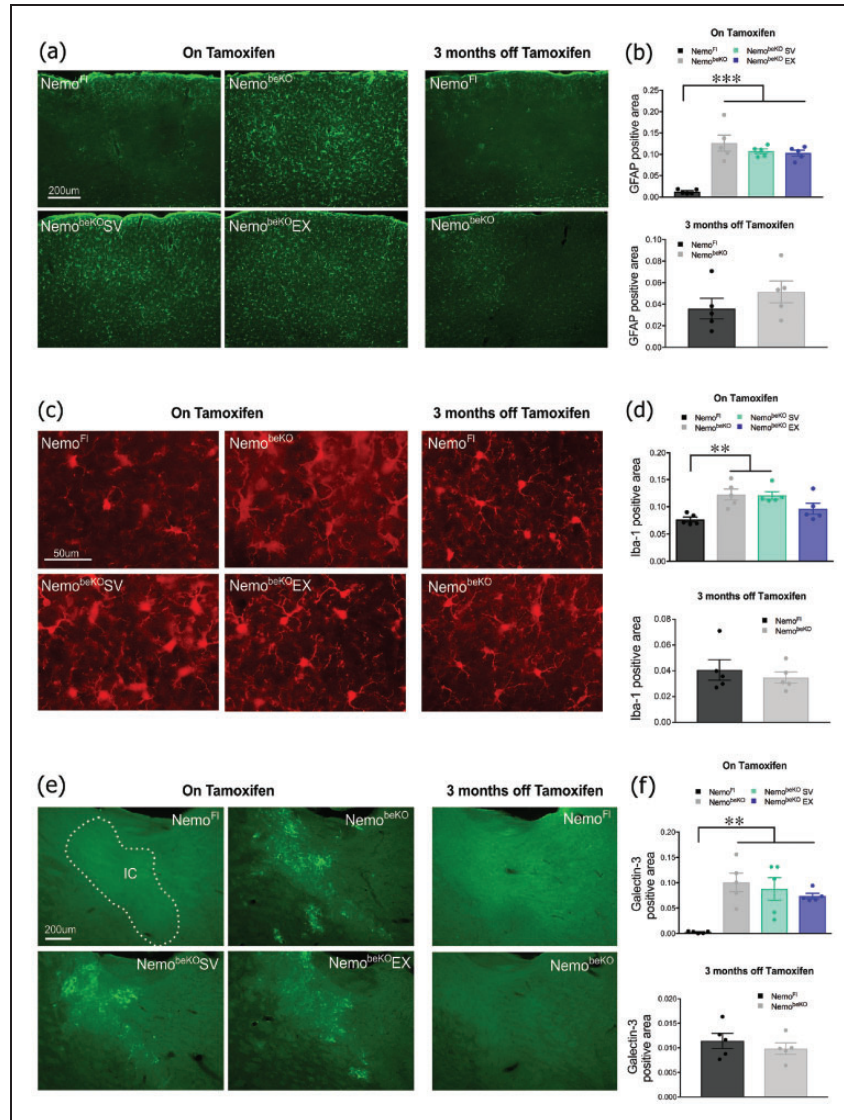 (a) On Tamoxifen 3 months off Tamoxifen
Nemo^Fl Nemo^beKO Nemo^Fl
200um
Nemo^beKO SV Nemo^beKO EX Nemo^beKO
(b) On Tamoxifen
Nemo^Fl Nemo^beKO SV
Nemo^beKO Nemo^beKO EX
***
GFAP positive area
0.20
0.15
0.10
0.05
0.00
3 months off Tamoxifen
Nemo^Fl
Nemo^beKO
GFAP positive area
0.10
0.08
0.06
0.04
0.02
0.00
(c) On Tamoxifen 3 months off Tamoxifen
Nemo^Fl Nemo^beKO Nemo^Fl
50um
Nemo^beKO SV Nemo^beKO EX Nemo^beKO
(d) On Tamoxifen
Nemo^Fl Nemo^beKO SV
Nemo^beKO Nemo^beKO EX
**
Iba-1 positive area
0.20
0.15
0.10
0.05
0.00
3 months off Tamoxifen
Nemo^Fl
Nemo^beKO
Iba-1 positive area
0.08
0.06
0.04
0.02
0.00
(e) On Tamoxifen 3 months off Tamoxifen
Nemo^Fl Nemo^beKO Nemo^Fl
IC
200um
Nemo^beKO SV Nemo^beKO EX Nemo^beKO
(f) On Tamoxifen
Nemo^Fl Nemo^beKO SV
Nemo^beKO Nemo^beKO EX
**
Galectin-3
positive area
0.20
0.15
0.10
0.05
0.00
3 months off Tamoxifen
Nemo^Fl
Nemo^beKO
Galectin-3
positive area
0.020
0.015
0.010
0.005
0.000